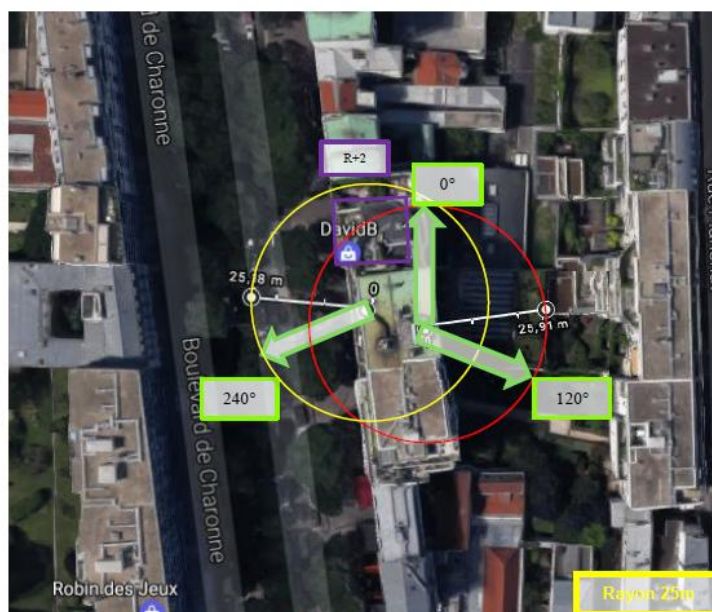 d de Charonne
R+2
0°
DavidB
25,18 m
0
25,91 m
240°
120°
Boulevard de Charonne
Robin des Jeux
Rayon 25m